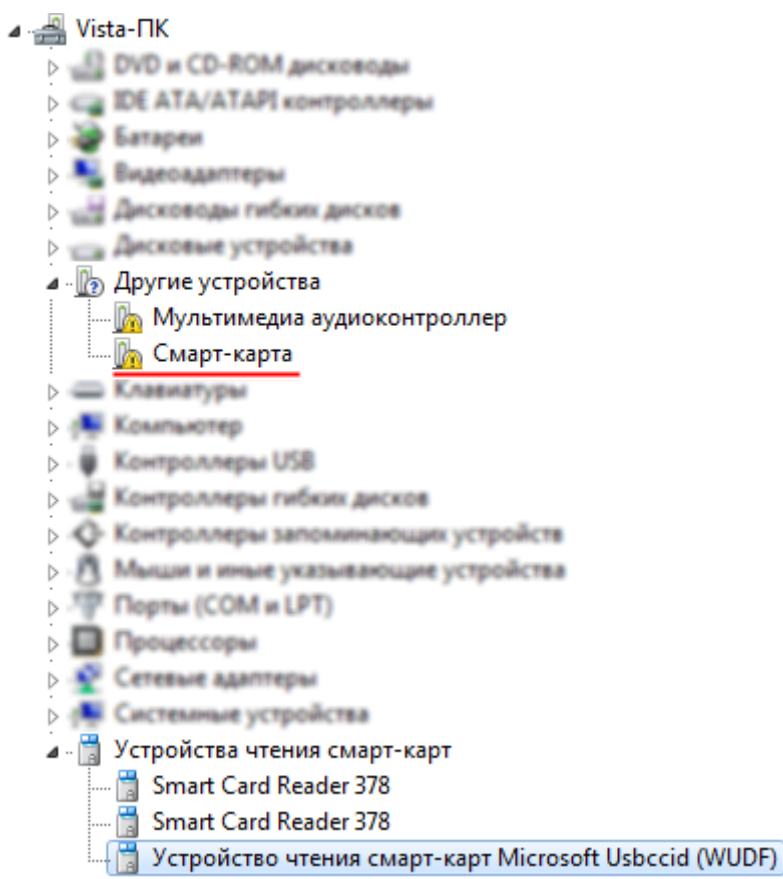 Vista-ПК
DVD и CD-ROM дисководы
IDE ATA/ATAPI контроллеры
Батареи
Видеоадаптеры
Дисководы гибких дисков
Дисковые устройства
Другие устройства
Мультимедиа аудиоконтроллер
Смарт-карта
Клавиатуры
Компьютер
Контроллеры USB
Контроллеры гибких дисков
Контроллеры запоминающих устройств
Мыши и иные указывающие устройства
Порты (COM и LPT)
Процессоры
Сетевые адаптеры
Системные устройства
Устройства чтения смарт-карт
Smart Card Reader 378
Smart Card Reader 378
Устройство чтения смарт-карт Microsoft Usbccid (WUDF)